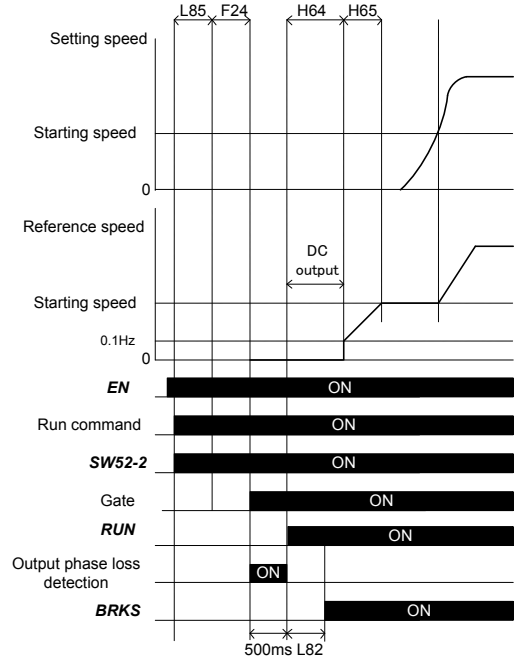 L85 F24 H64 H65
Setting speed
Starting speed
0
Reference speed
DC
output
Starting speed
0.1Hz
0
EN ON
Run command ON
SW52-2 ON
Gate ON
RUN ON
Output phase loss
detection
ON
BRKS ON
500ms L82